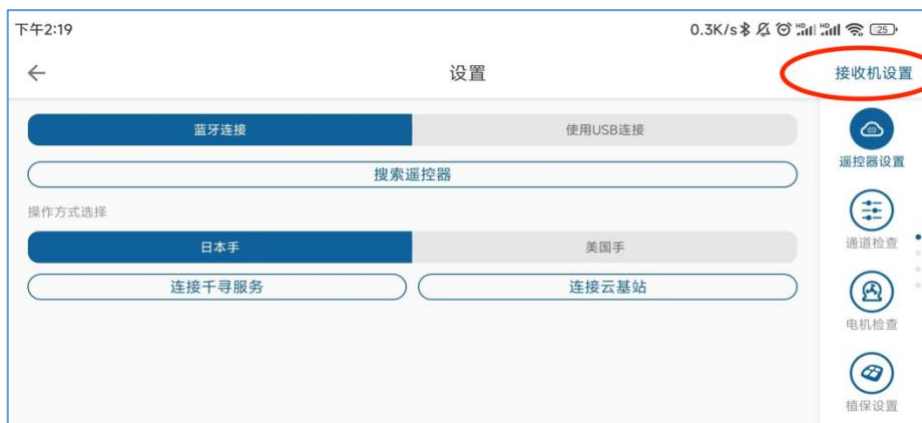 下午2:19
0.3K/s HD HD 25
设置
接收机设置
蓝牙连接
使用USB连接
搜索遥控器
遥控器设置
操作方式选择
日本手
美国手
通道检查
连接千寻服务
连接云基站
电机检查
植保设置